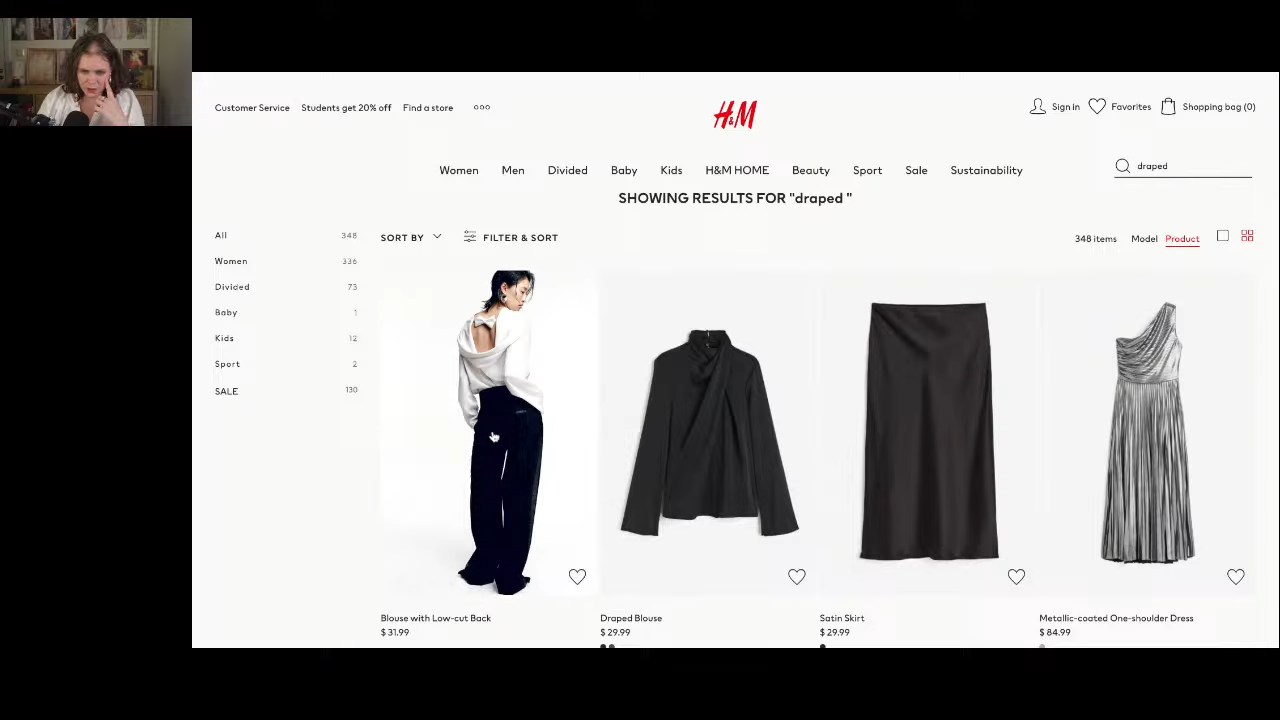 Customer Service Students get 20% off Find a store
H&M
Sign in Favorites Shopping bag (0)
Women Men Divided Baby Kids H&M HOME Beauty Sport Sale Sustainability
draped
SHOWING RESULTS FOR "draped "
All 348
Women 336
Divided 73
Baby 1
Kids 12
Sport 2
SALE 130
SORT BY FILTER & SORT
348 items Model Product
Blouse with Low-cut Back
$ 31.99
Draped Blouse
$ 29.99
Satin Skirt
$ 29.99
Metallic-coated One-shoulder Dress
$ 84.99